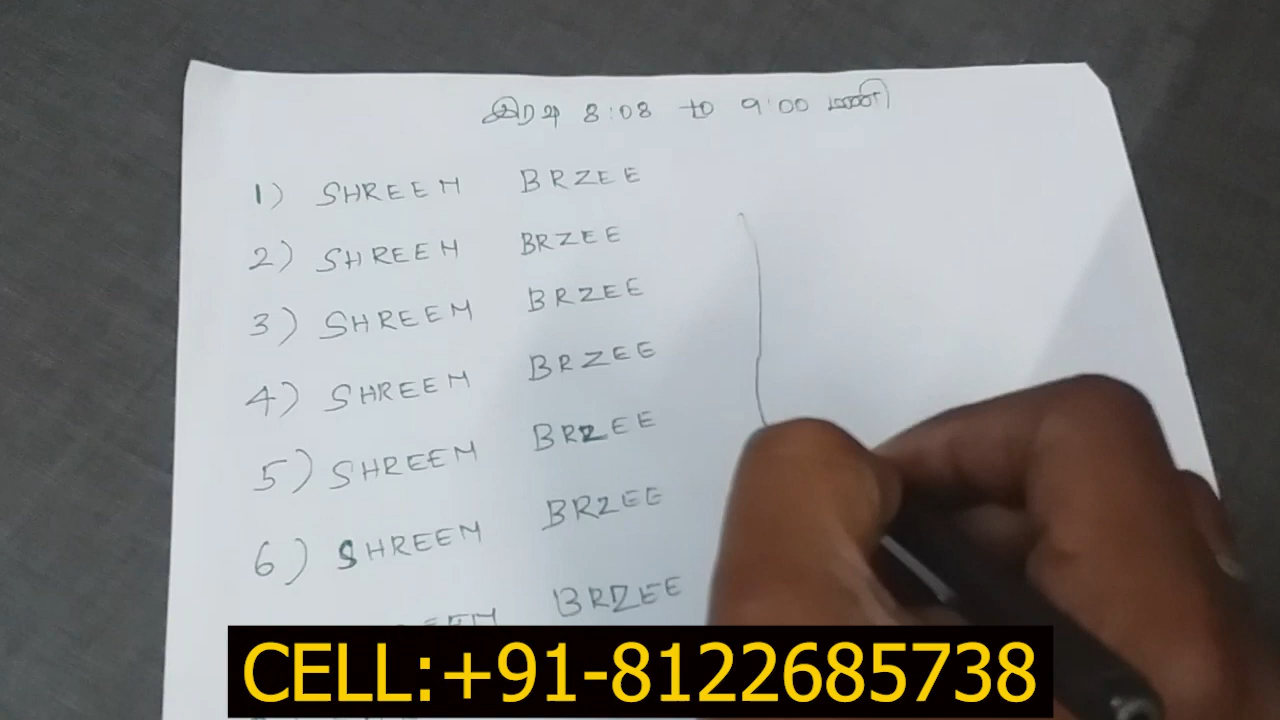 இரவு 8:08 to 9:00 மணி
1) SHREEM BRZEE
2) SHREEM BRZEE
3) SHREEM BRZEE
4) SHREEM BRZEE
5) SHREEM BRZEE
6) SHREEM BRZEE
BRZEE
CELL:+91-8122685738